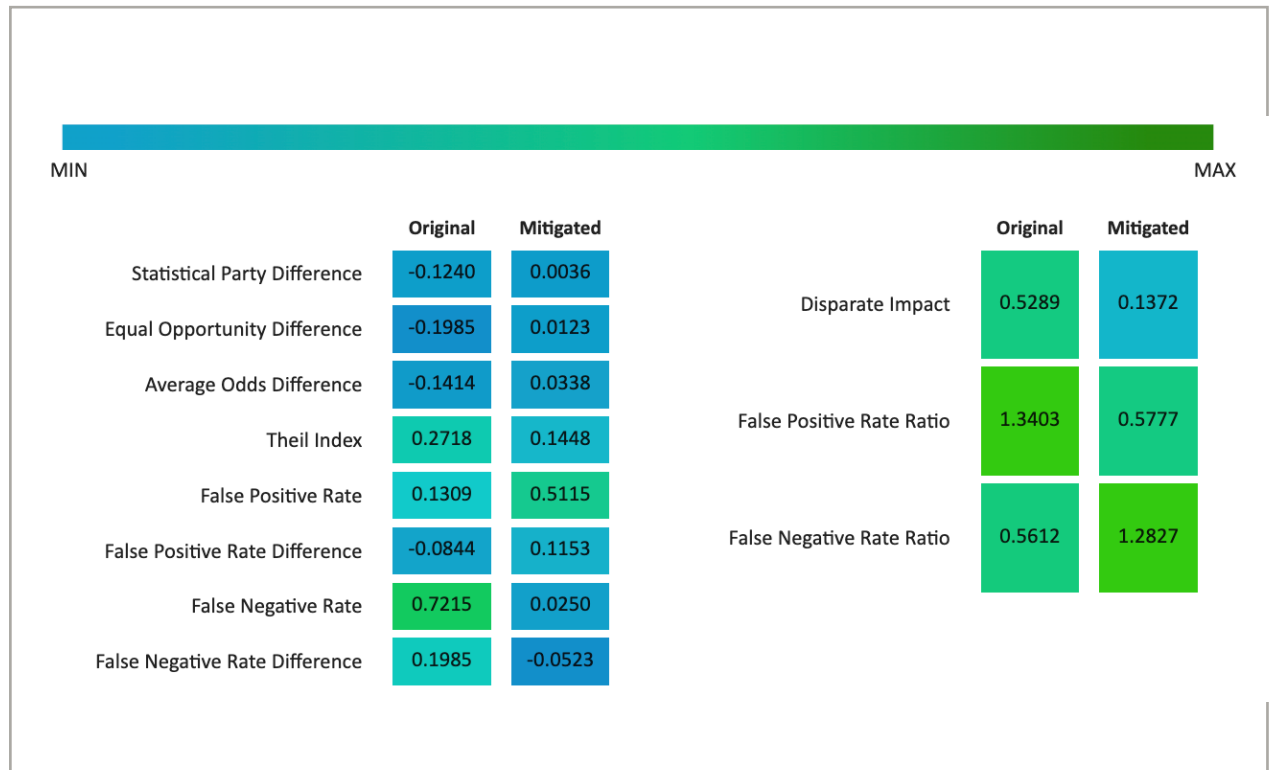 MIN MAX
Original Mitigated
Statistical Party Difference -0.1240 0.0036
Equal Opportunity Difference -0.1985 0.0123
Average Odds Difference -0.1414 0.0338
Theil Index 0.2718 0.1448
False Positive Rate 0.1309 0.5115
False Positive Rate Difference -0.0844 0.1153
False Negative Rate 0.7215 0.0250
False Negative Rate Difference 0.1985 -0.0523
Original Mitigated
Disparate Impact 0.5289 0.1372
False Positive Rate Ratio 1.3403 0.5777
False Negative Rate Ratio 0.5612 1.2827